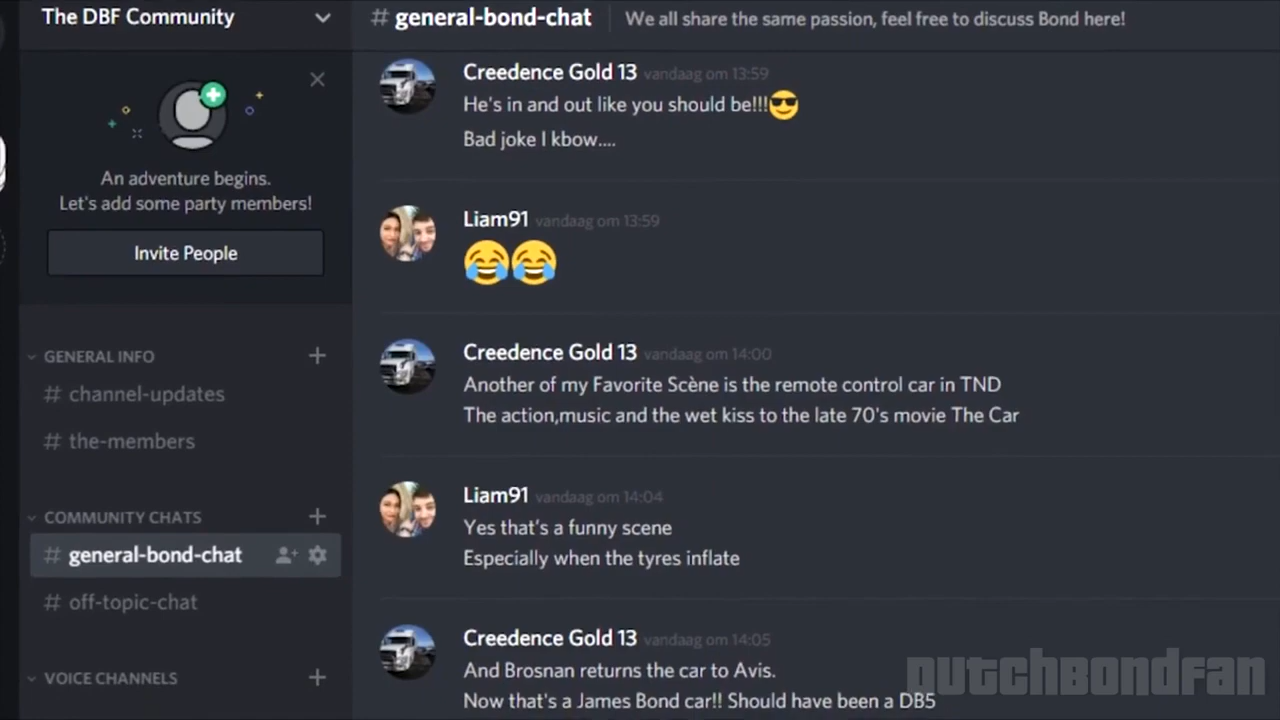 The DBF Community
# general-bond-chat
We all share the same passion, feel free to discuss Bond here!
An adventure begins.
Let's add some party members!
Invite People
GENERAL INFO
# channel-updates
# the-members
COMMUNITY CHATS
# general-bond-chat
# off-topic-chat
VOICE CHANNELS
Creedence Gold 13 vandaag om 13:59
He's in and out like you should be!!!😎
Bad joke I kbow....
Liam91 vandaag om 13:59
😂😂
Creedence Gold 13 vandaag om 14:00
Another of my Favorite Scène is the remote control car in TND
The action,music and the wet kiss to the late 70's movie The Car
Liam91 vandaag om 14:04
Yes that's a funny scene
Especially when the tyres inflate
Creedence Gold 13 vandaag om 14:05
And Brosnan returns the car to Avis.
Now that's a James Bond car!! Should have been a DB5
DUTCHBONDFAN